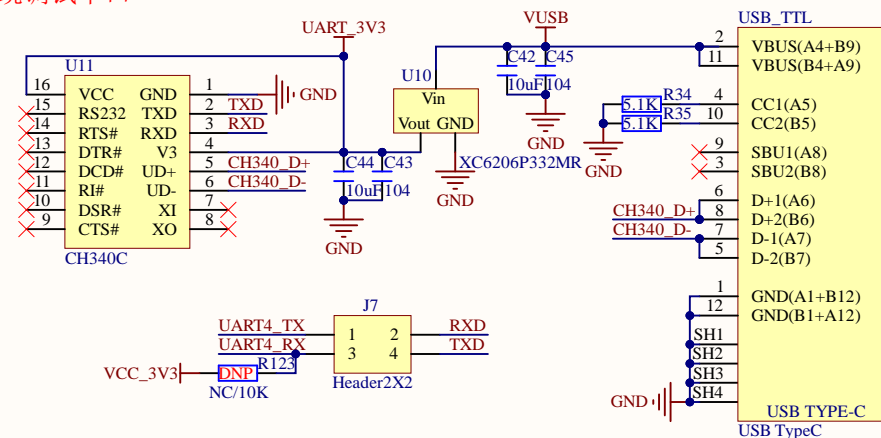 UART_3V3
VUSB
USB_TTL
U11
16 VCC GND 1 GND
15 RS232 TXD 2 TXD
14 RTS# RXD 3 RXD
13 DTR# V3 4
12 DCD# UD+ 5 CH340_D+
11 RI# UD- 6 CH340_D-
10 DSR# XI 7
9 CTS# XO 8
CH340C
C44 C43
10uF 104
GND
U10
Vin
Vout GND
XC6206P332MR
GND
C42 C45
10uF 104
GND
2 VBUS(A4+B9)
11 VBUS(B4+A9)
5.1K R34 4 CC1(A5)
5.1K R35 10 CC2(B5)
GND
9 SBU1(A8)
3 SBU2(B8)
6 D+1(A6)
CH340_D+ 8 D+2(B6)
CH340_D- 7 D-1(A7)
5 D-2(B7)
1 GND(A1+B12)
12 GND(B1+A12)
SH1
SH2
SH3
GND SH4
USB TYPE-C
USB TypeC
J7
UART4_TX 1 2 RXD
UART4_RX 3 4 TXD
Header2X2
VCC_3V3 DNP R123
NC/10K